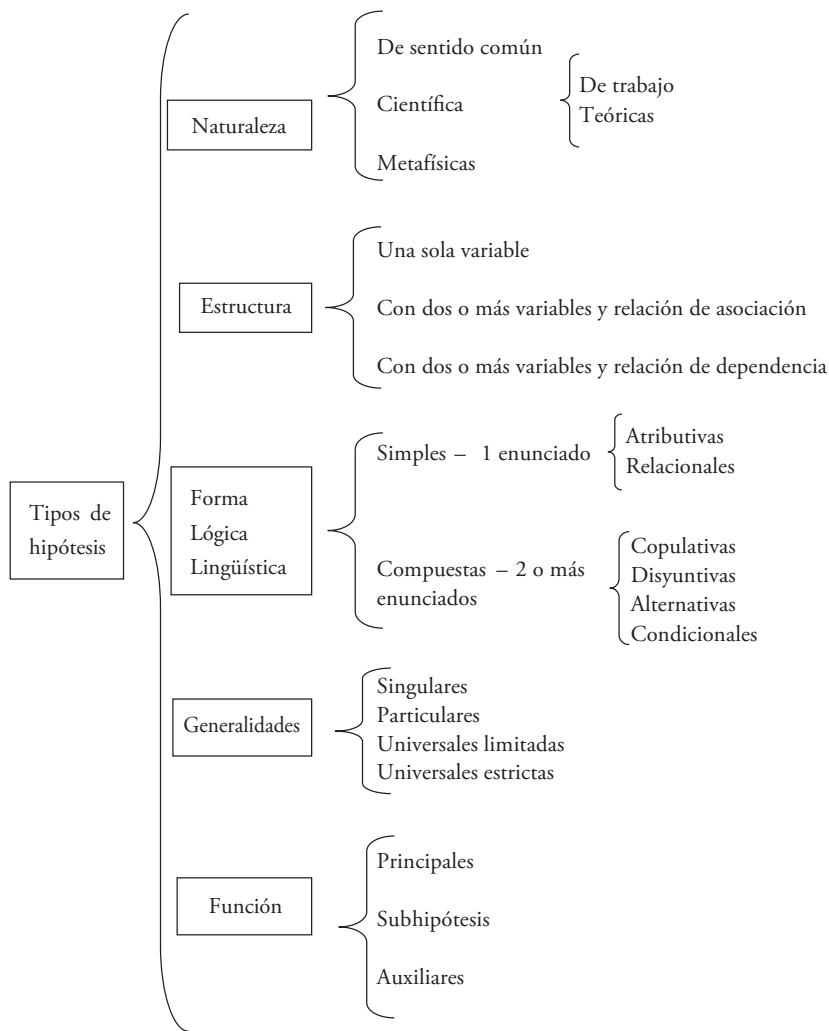 Tipos de
hipótesis
Naturaleza
De sentido común
Científica
De trabajo
Teóricas
Metafísicas
Estructura
Una sola variable
Con dos o más variables y relación de asociación
Con dos o más variables y relación de dependencia
Forma
Lógica
Lingüística
Simples – 1 enunciado
Atributivas
Relacionales
Compuestas – 2 o más
enunciados
Copulativas
Disyuntivas
Alternativas
Condicionales
Generalidades
Singulares
Particulares
Universales limitadas
Universales estrictas
Función
Principales
Subhipótesis
Auxiliares